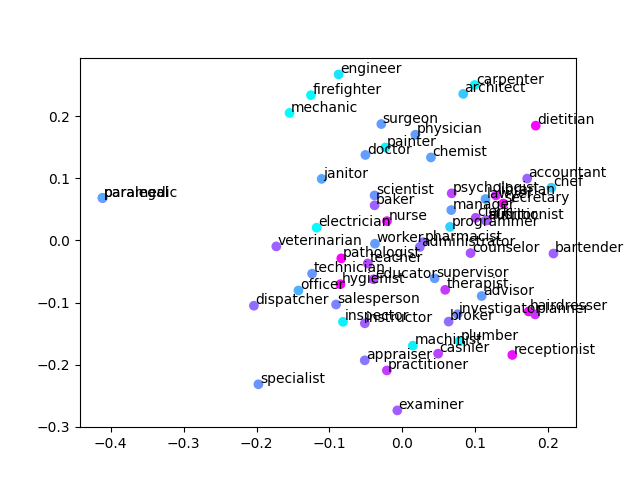 engineer
carpenter
architect
firefighter
mechanic
dietitian
surgeon
physician
painter
doctor
chemist
janitor
accountant
chef
paralegal
paramedic
scientist
psychologist
baker
secretary
manager
nurse
electrician
programmer
worker
pharmacist
administrator
veterinarian
counselor
bartender
pathologist
teacher
technician
educator
supervisor
hygienist
therapist
officer
advisor
dispatcher
salesperson
investigator
hairdresser
planner
inspector
instructor
broker
machinist
plumber
cashier
receptionist
appraiser
practitioner
specialist
examiner
0.2
0.1
0.0
−0.1
−0.2
−0.3
−0.4 −0.3 −0.2 −0.1 0.0 0.1 0.2